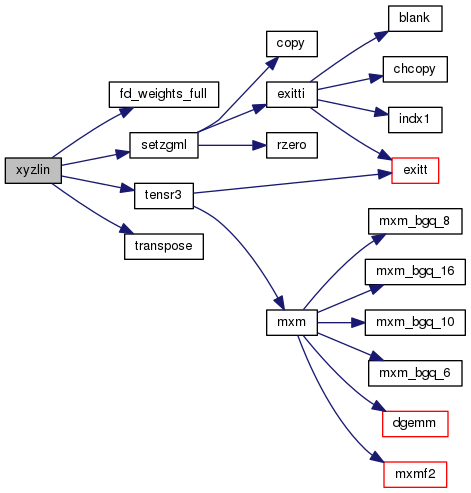 xyzlin
fd_weights_full
setzgml
tensr3
transpose
copy
exitti
rzero
mxm
blank
chcopy
indx1
exitt
mxm_bgq_8
mxm_bgq_16
mxm_bgq_10
mxm_bgq_6
dgemm
mxmf2